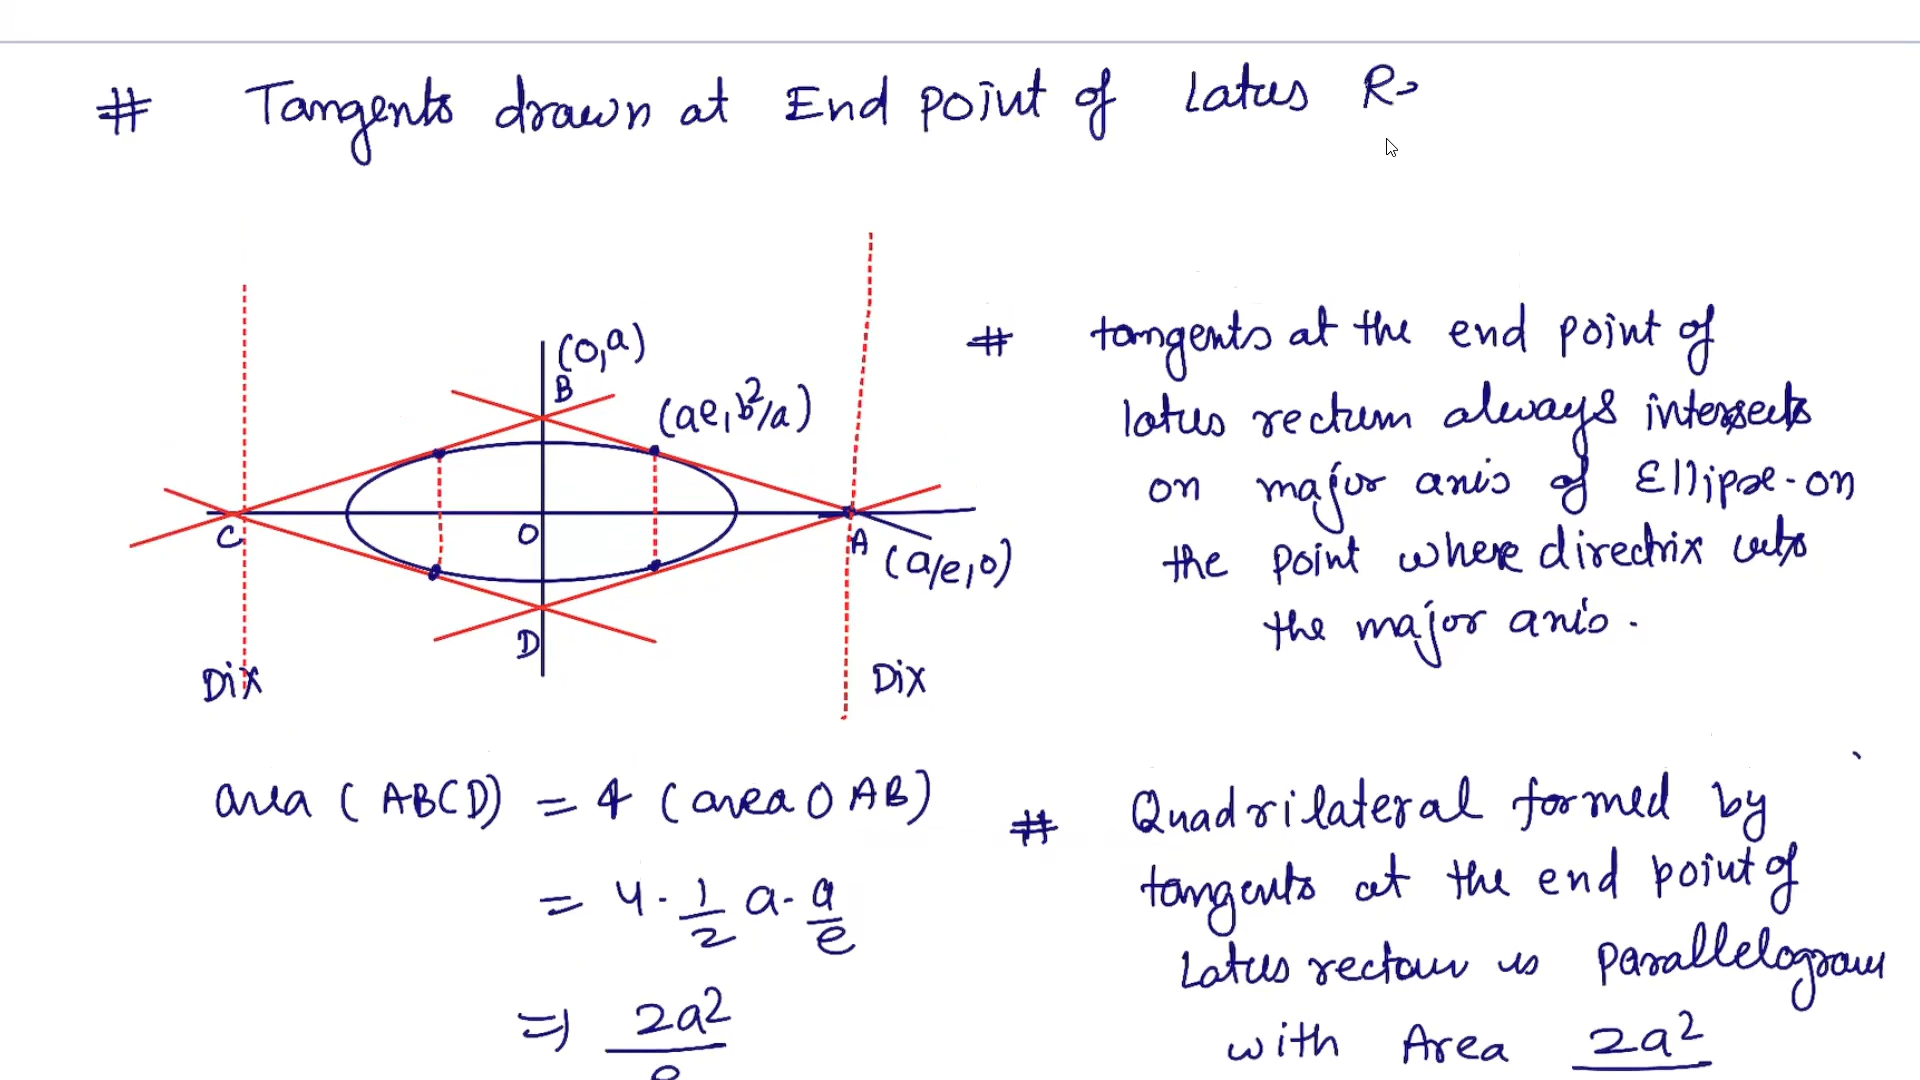 # Tangents drawn at End point of Latus
(0,a)
B
(ae, b²/a)
C
O
A
(a/e, 0)
D
Dix
Dix
# tangents at the end point of
latus rectum always intersects
on major axis of Ellipse - on
the point where directrix cuts
the major axis.
area (ABCD) = 4 (area OAB)
= 4 · 1/2 a · a/e
=> 2a²/e
# Quadrilateral formed by
tangents at the end point of
Latus rectum is parallelogram
with Area 2a²